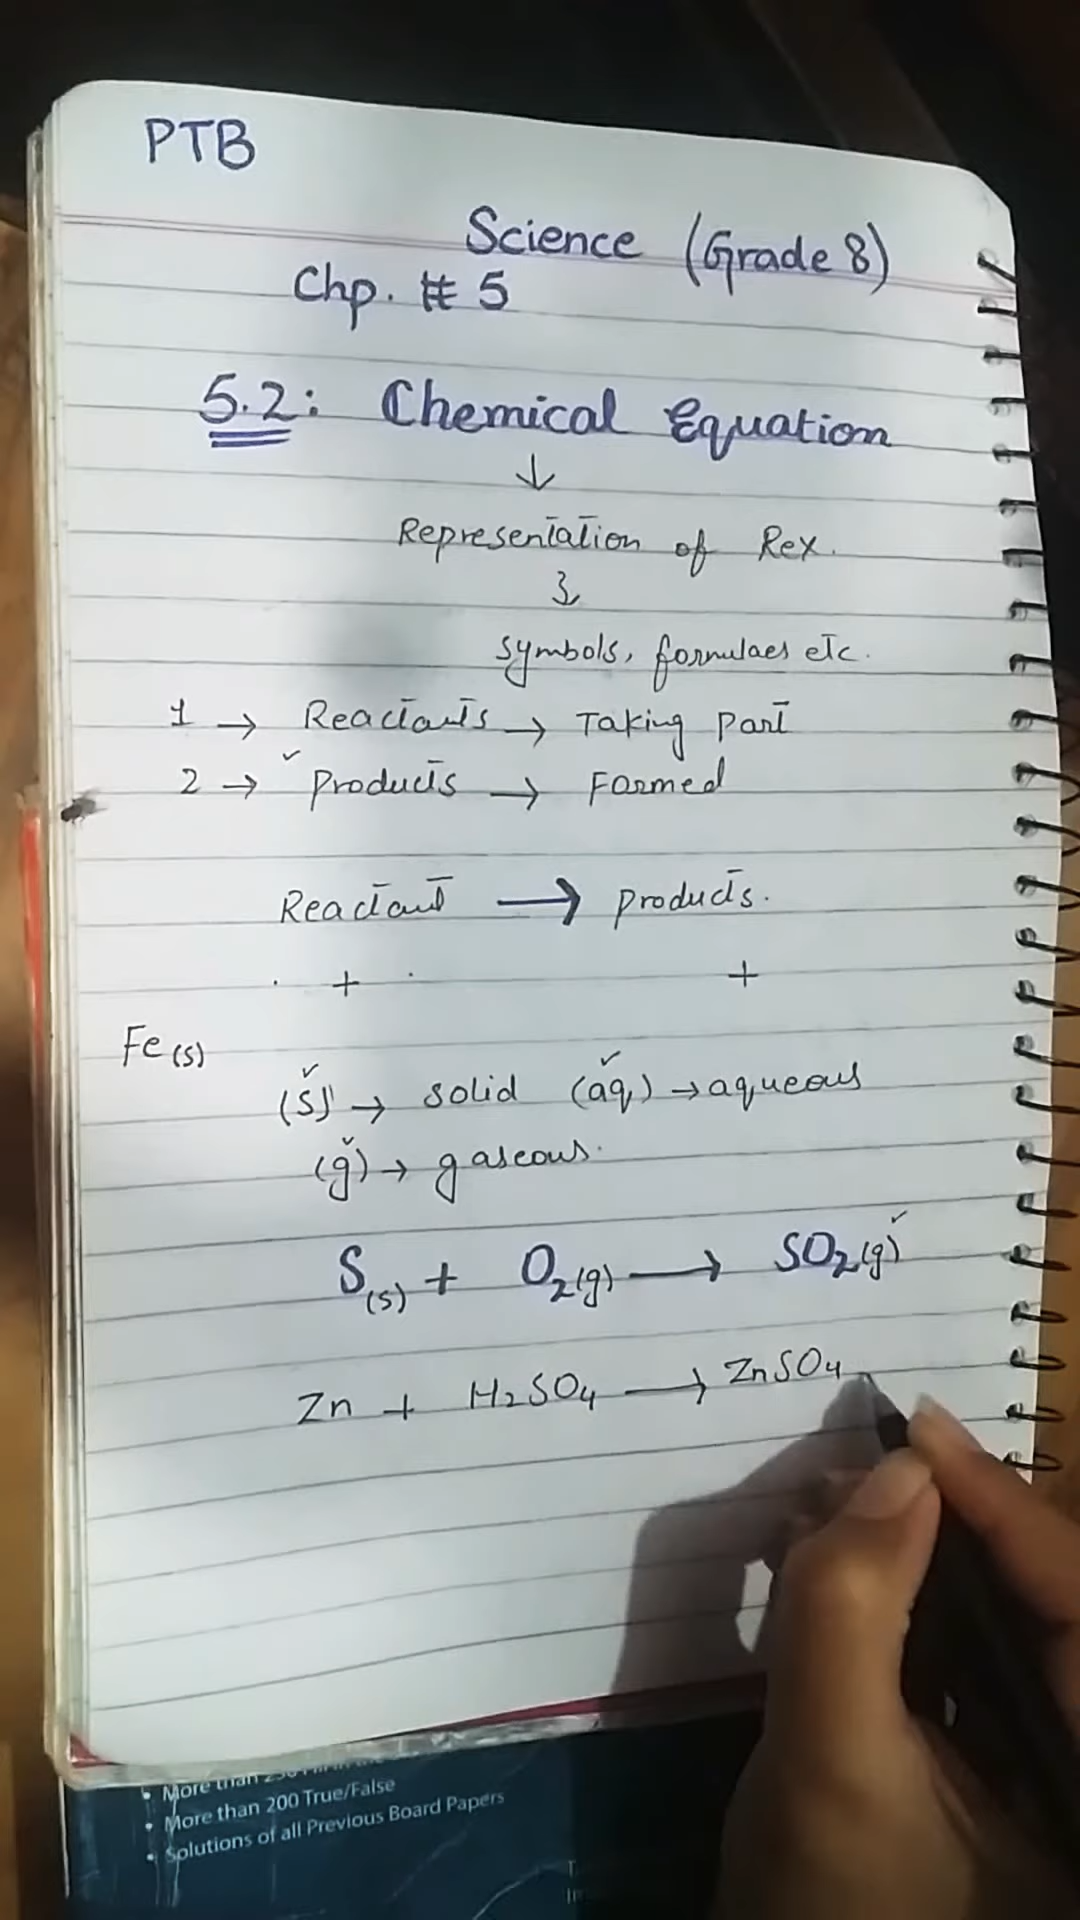 PTB
Science (Grade 8)
Chp. # 5
5.2: Chemical Equation
↓
Representation of Rex.
↓
symbols, formulaes etc.
1 → Reactants → Taking Part
2 → Products → Formed
Reactant → products.
+ +
Fe(s)
(s) → solid (aq) → aqueous
(g) → gaseous.
S(s) + O2(g) → SO2(g)
Zn + H2SO4 → ZnSO4
• More than
• More than 200 True/False
• Solutions of all Previous Board Papers